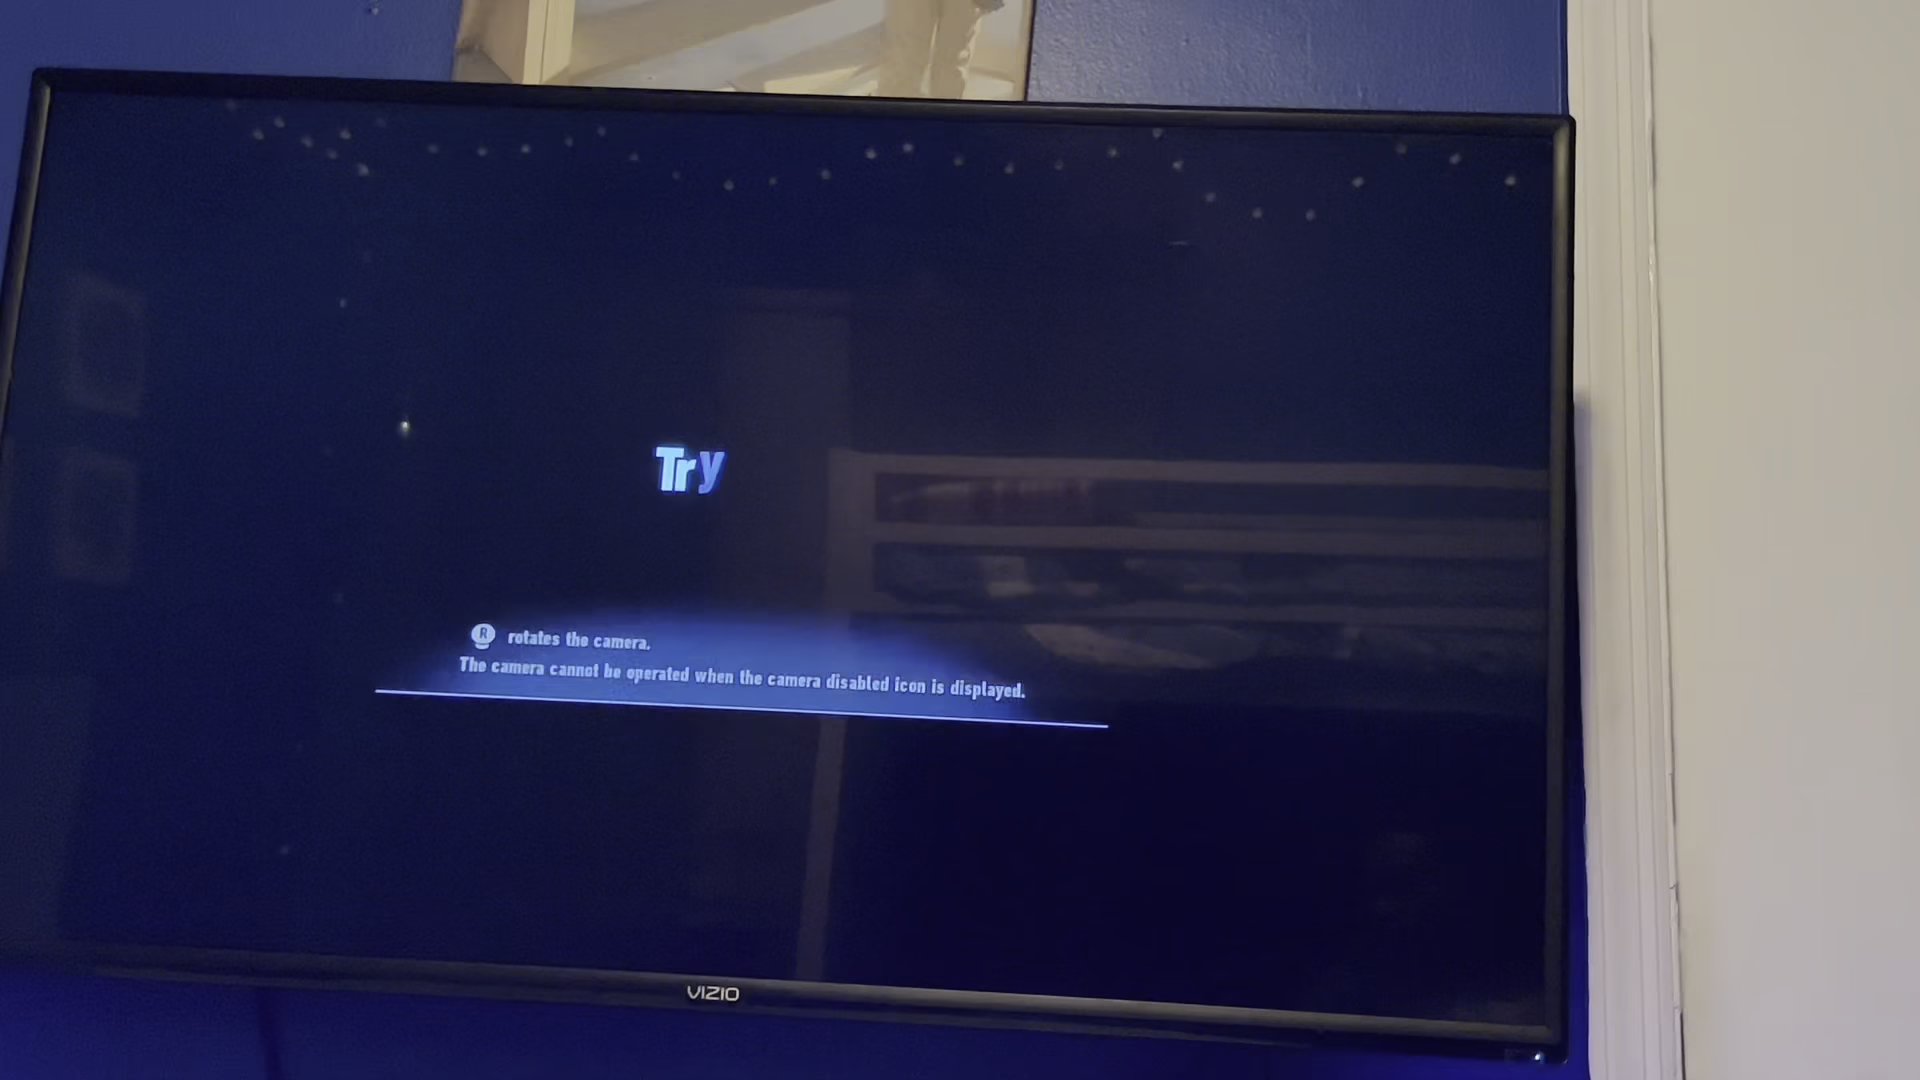 Try
R rotates the camera.
The camera cannot be operated when the camera disabled icon is displayed.
VIZIO